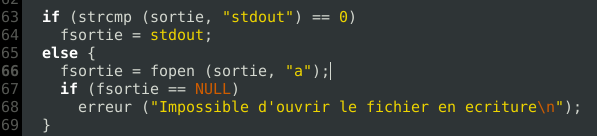 63 if (strcmp (sortie, "stdout") == 0)
64 fsortie = stdout;
65 else {
66 fsortie = fopen (sortie, "a");
67 if (fsortie == NULL)
68 erreur ("Impossible d'ouvrir le fichier en ecriture\n");
69 }